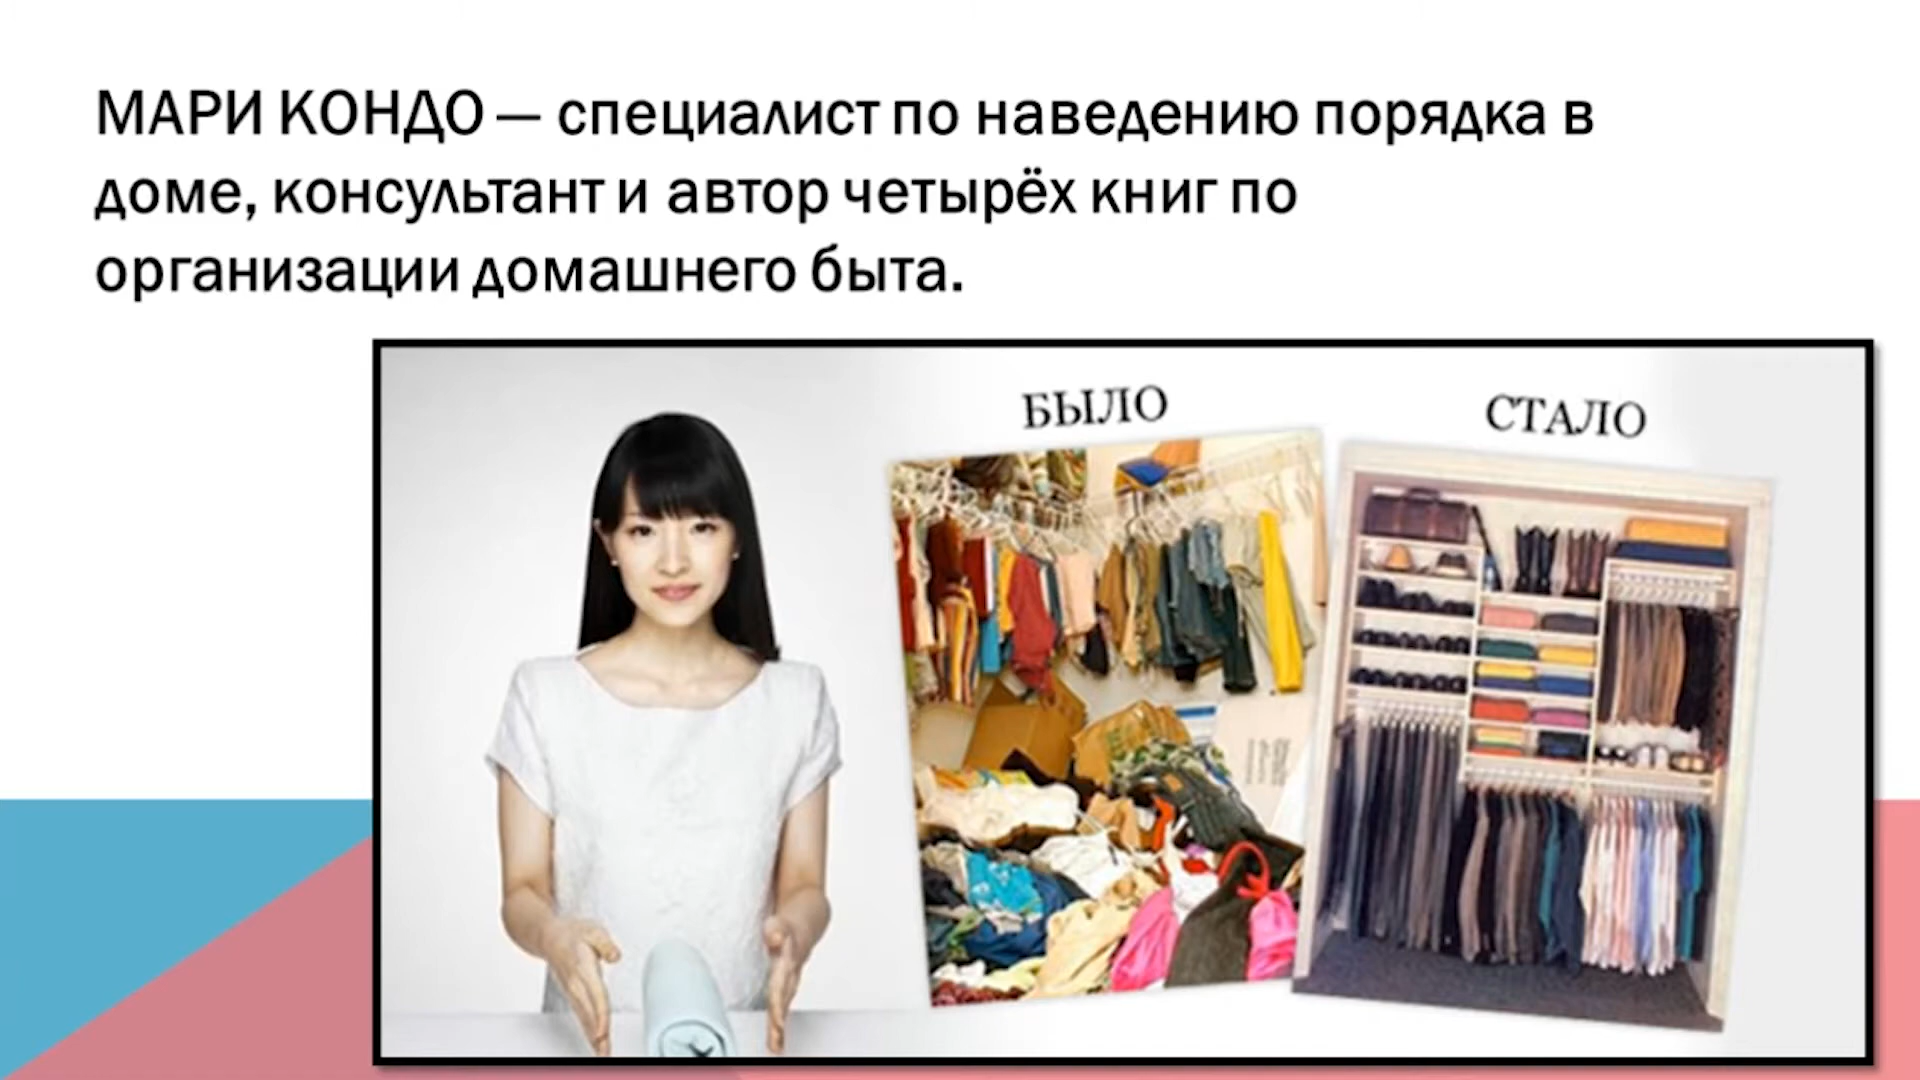 МАРИ КОНДО — специалист по наведению порядка в
доме, консультант и автор четырёх книг по
организации домашнего быта.
БЫЛО
СТАЛО